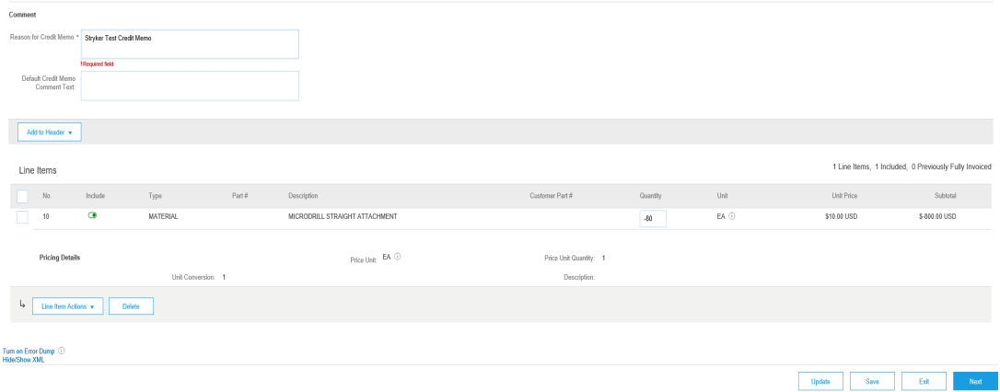 Comment
Reason for Credit Memo: * Stryker Test Credit Memo
! Required field
Default Credit Memo
Comment Text:
Add to Header ▼
Line Items
1 Line Items, 1 Included, 0 Previously Fully Invoiced
No. Include Type Part # Description Customer Part # Quantity Unit Unit Price Subtotal
10 MATERIAL MICRODRILL STRAIGHT ATTACHMENT -80 EA $10.00 USD $-800.00 USD
Pricing Details Price Unit: EA Price Unit Quantity: 1
Unit Conversion: 1 Description:
Line Item Actions ▼ Delete
Turn on Error Dump
Hide/Show XML
Update Save Exit Next